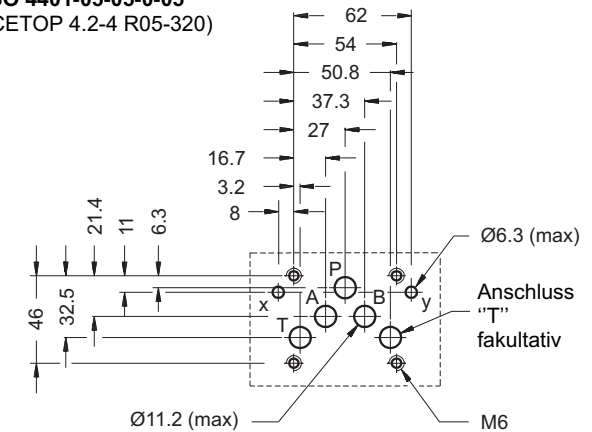 CETOP 4.2-4 R05-320)
62
54
50.8
37.3
27
16.7
3.2
8
21.4
11
6.3
46
32.5
P
A
B
x
y
T
Ø6.3 (max)
Anschluss
‘‘T’’
fakultativ
Ø11.2 (max)
M6